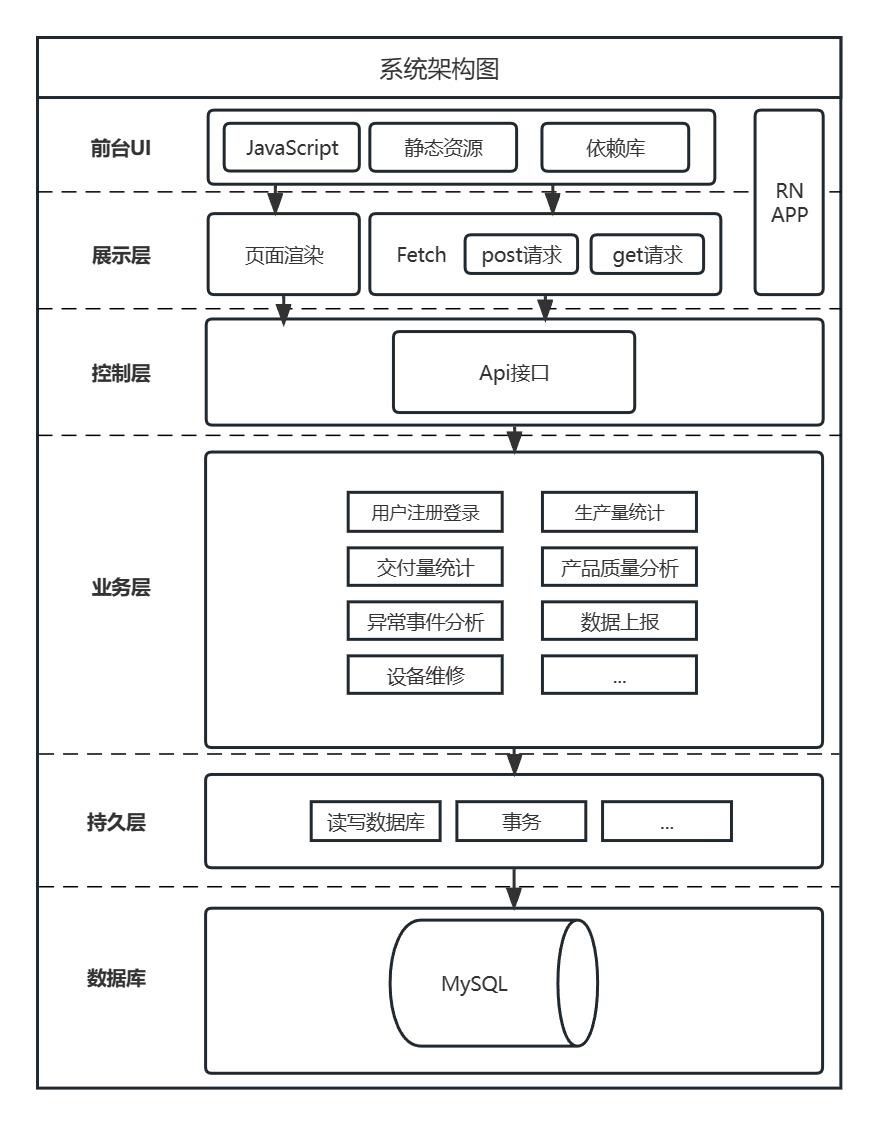 系统架构图
前台UI
JavaScript
静态资源
依赖库
RN
APP
展示层
页面渲染
Fetch
post请求
get请求
控制层
Api接口
业务层
用户注册登录
生产量统计
交付量统计
产品质量分析
异常事件分析
数据上报
设备维修
...
持久层
读写数据库
事务
...
数据库
MySQL